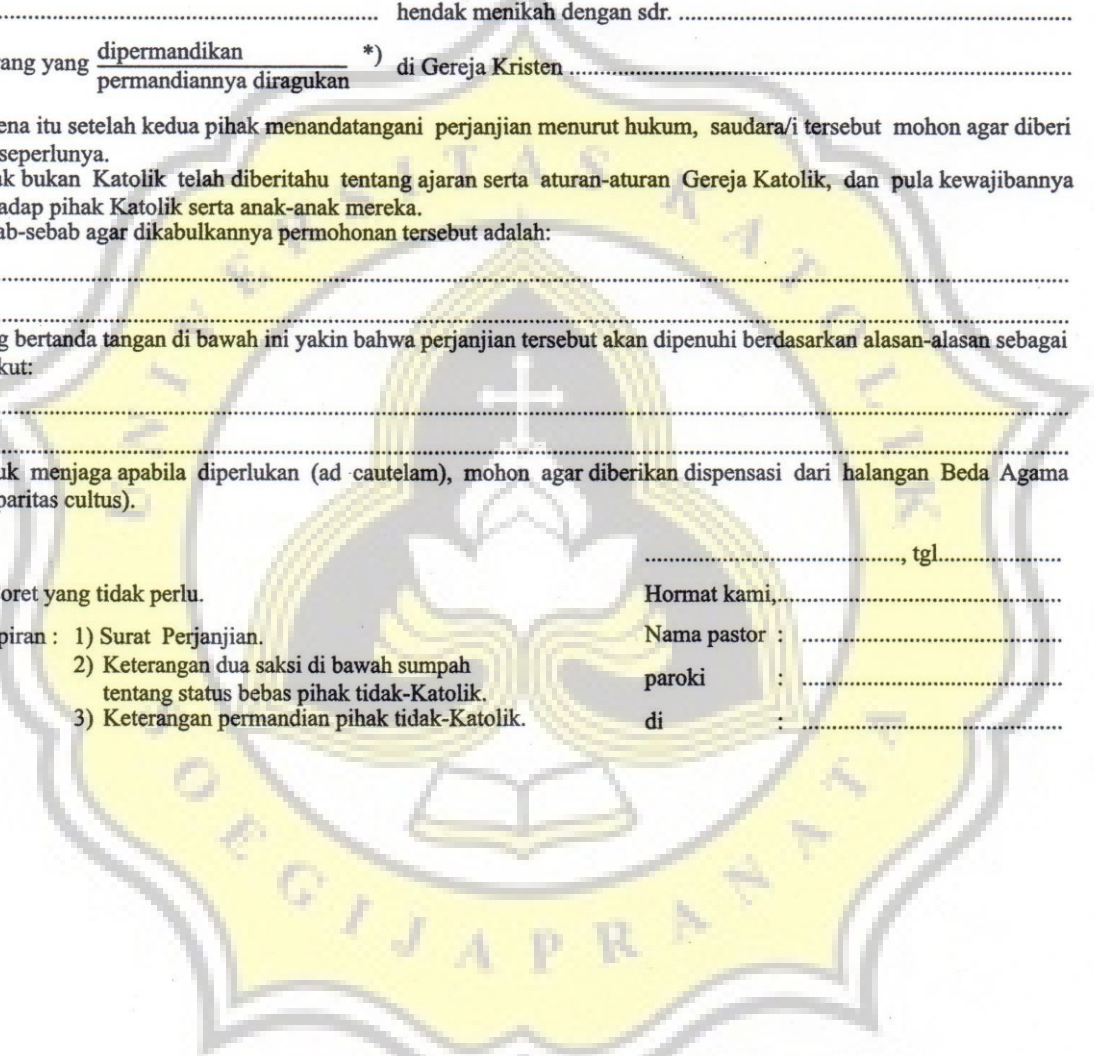 ........................................................ hendak menikah dengan sdr. ........................................................
rang yang dipermandikan *) di Gereja Kristen ........................................................
permandiannya diragukan
ena itu setelah kedua pihak menandatangani perjanjian menurut hukum, saudara/i tersebut mohon agar diberi
seperlunya.
ak bukan Katolik telah diberitahu tentang ajaran serta aturan-aturan Gereja Katolik, dan pula kewajibannya
adap pihak Katolik serta anak-anak mereka.
ab-sebab agar dikabulkannya permohonan tersebut adalah:
........................................................
........................................................
g bertanda tangan di bawah ini yakin bahwa perjanjian tersebut akan dipenuhi berdasarkan alasan-alasan sebagai
kut:
........................................................
........................................................
uk menjaga apabila diperlukan (ad cautelam), mohon agar diberikan dispensasi dari halangan Beda Agama
paritas cultus).
........................................, tgl....................
oret yang tidak perlu.
Hormat kami,........................................
piran : 1) Surat Perjanjian.
Nama pastor : ........................................
2) Keterangan dua saksi di bawah sumpah
tentang status bebas pihak tidak-Katolik.
paroki : ........................................
3) Keterangan permandian pihak tidak-Katolik.
di : ........................................
UNIVERSITAS KATOLIK
SOEGIJAPRANATA